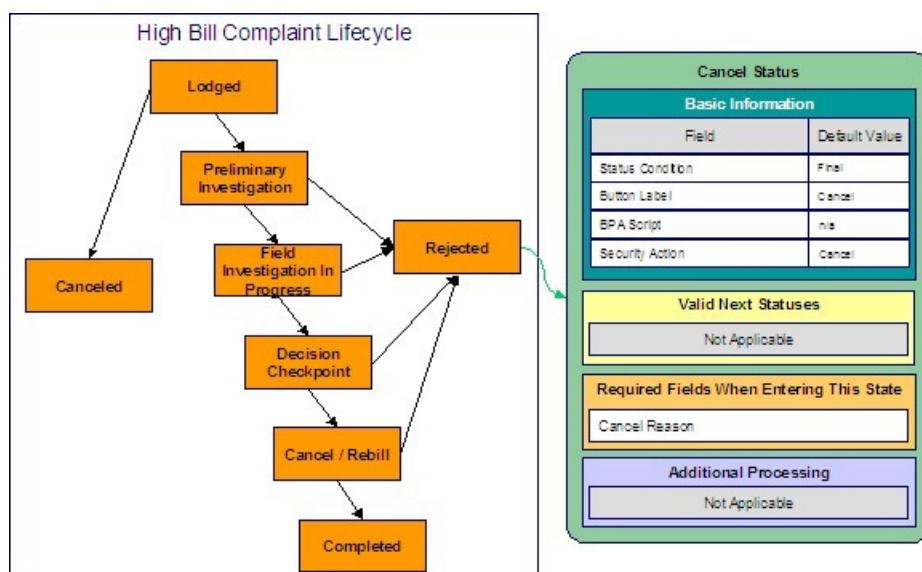 High Bill Complaint Lifecycle
Lodged
Preliminary
Investigation
Field
Investigation In
Progress
Rejected
Canceled
Decision
Checkpoint
Cancel / Rebill
Completed
Cancel Status
Basic Information
Field Default Value
Status Condition Final
Button Label Cancel
BPA Script n/a
Security Action Cancel
Valid Next Statuses
Not Applicable
Required Fields When Entering This State
Cancel Reason
Additional Processing
Not Applicable